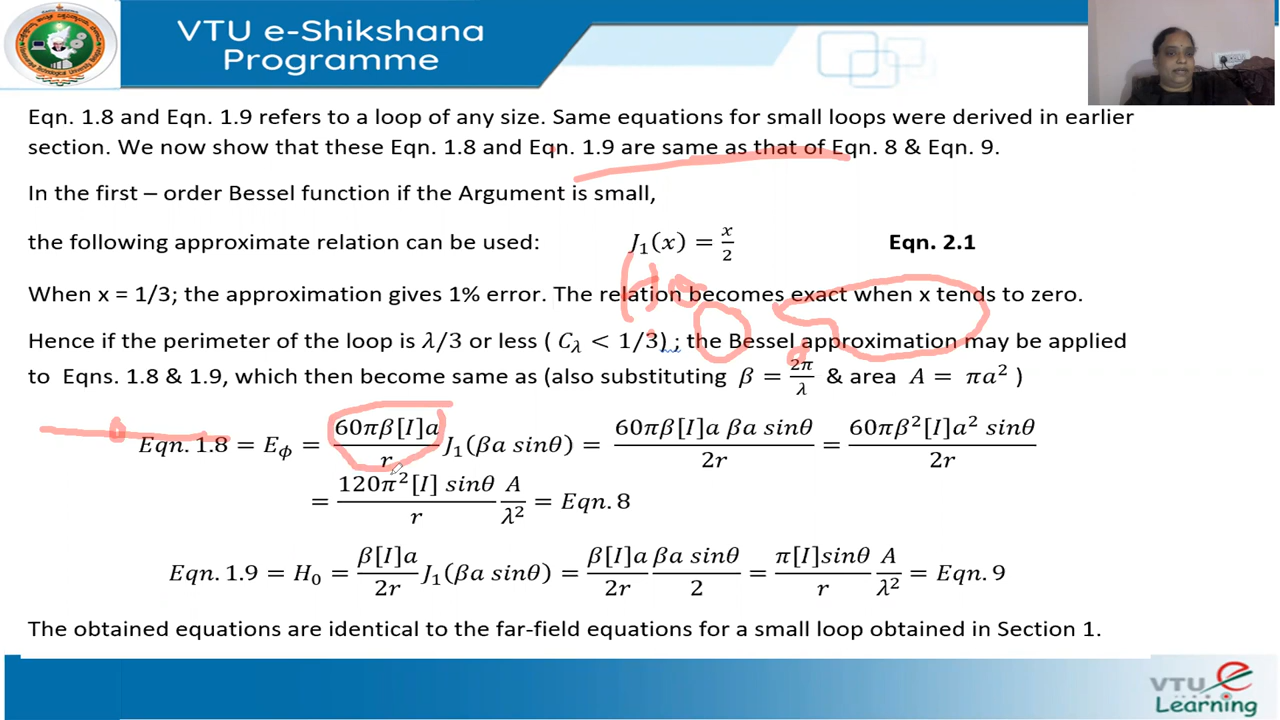 VTU e-Shikshana
Programme
Eqn. 1.8 and Eqn. 1.9 refers to a loop of any size. Same equations for small loops were derived in earlier
section. We now show that these Eqn. 1.8 and Eqn. 1.9 are same as that of Eqn. 8 & Eqn. 9.
In the first – order Bessel function if the Argument is small,
the following approximate relation can be used: J₁(x) = x/2 Eqn. 2.1
When x = 1/3; the approximation gives 1% error. The relation becomes exact when x tends to zero.
Hence if the perimeter of the loop is λ/3 or less ( C_λ < 1/3) ; the Bessel approximation may be applied
to Eqns. 1.8 & 1.9, which then become same as (also substituting β = 2π/λ & area A = πa² )
Eqn. 1.8 = E_ϕ = 60πβ[I]a/r J₁(βa sinθ) = 60πβ[I]a βa sinθ/2r = 60πβ²[I]a² sinθ/2r
= 120π²[I] sinθ/r A/λ² = Eqn. 8
Eqn. 1.9 = H₀ = β[I]a/2r J₁(βa sinθ) = β[I]a/2r βa sinθ/2 = π[I]sinθ/r A/λ² = Eqn. 9
The obtained equations are identical to the far-field equations for a small loop obtained in Section 1.
VTU e
Learning